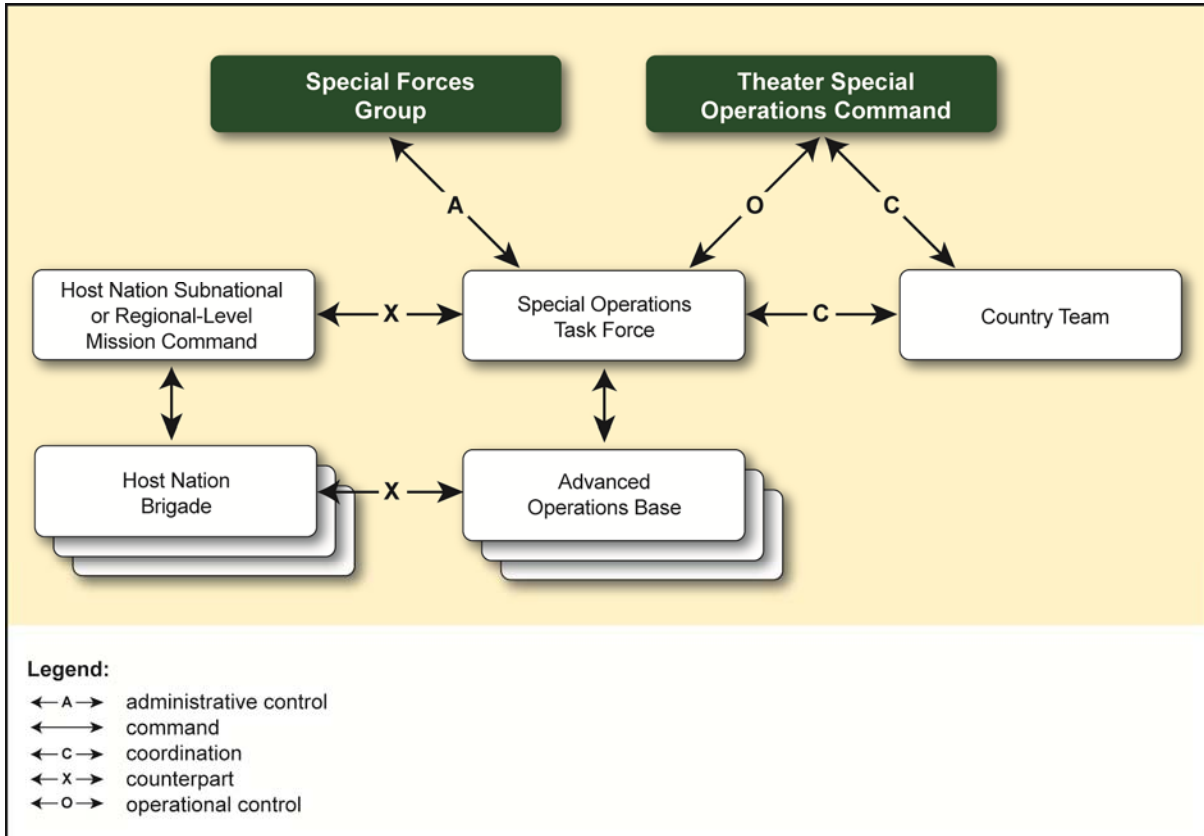 Special Forces
Group
Theater Special
Operations Command
A
O
C
Host Nation Subnational
or Regional-Level
Mission Command
X
Special Operations
Task Force
C
Country Team
Host Nation
Brigade
X
Advanced
Operations Base
Legend:
A administrative control
command
C coordination
X counterpart
O operational control